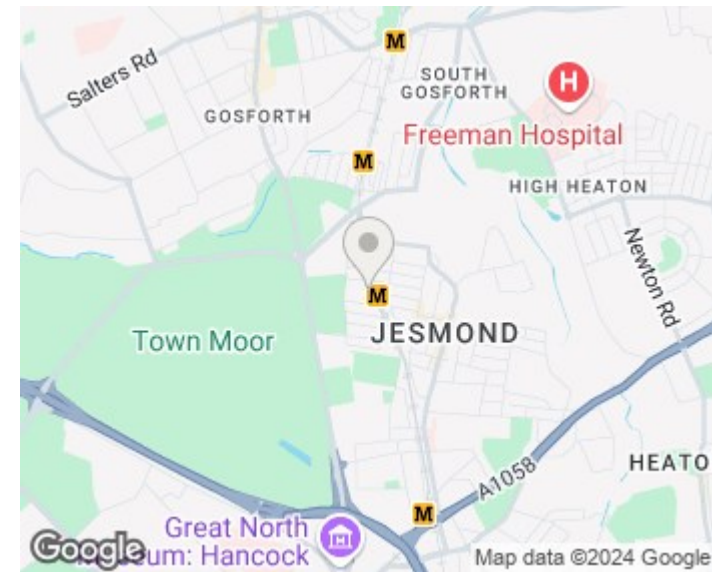 M
Salters Rd
SOUTH
GOSFORTH
H
GOSFORTH
Freeman Hospital
M
HIGH HEATON
Newton Rd
M
Town Moor
JESMOND
A1058
HEATO
M
Great North
Museum: Hancock
Google
Map data ©2024 Google